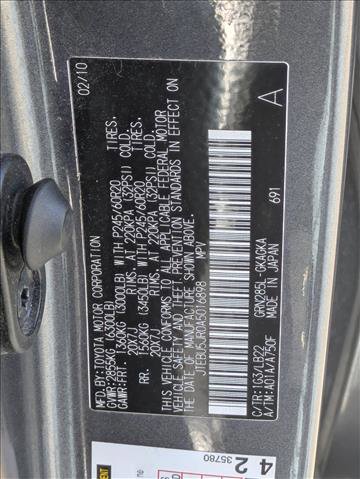 MFD. BY:TOYOTA MOTOR CORPORATION 02/10
GVWR:2855KG (6300LB)
GAWR:FRT. 1360KG (3000LB) WITH P245/60R20 TIRES,
20X7J RIMS, AT 220KPA (32PSI) COLD
RR. 1560KG (3450LB) WITH P245/60R20 TIRES,
20X7J RIMS, AT 220KPA (32PSI) COLD
THIS VEHICLE CONFORMS TO ALL APPLICABLE FEDERAL MOTOR
VEHICLE SAFETY AND THEFT PREVENTION STANDARDS IN EFFECT
ON THE DATE OF MANUFACTURE SHOWN ABOVE.
JTEBU5JR0A5016898 MPV
A
691
C/TR:1G3/LB22 GRN285L-GKAGKA
A/TM:A01A/A750F MADE IN JAPAN
42
35780